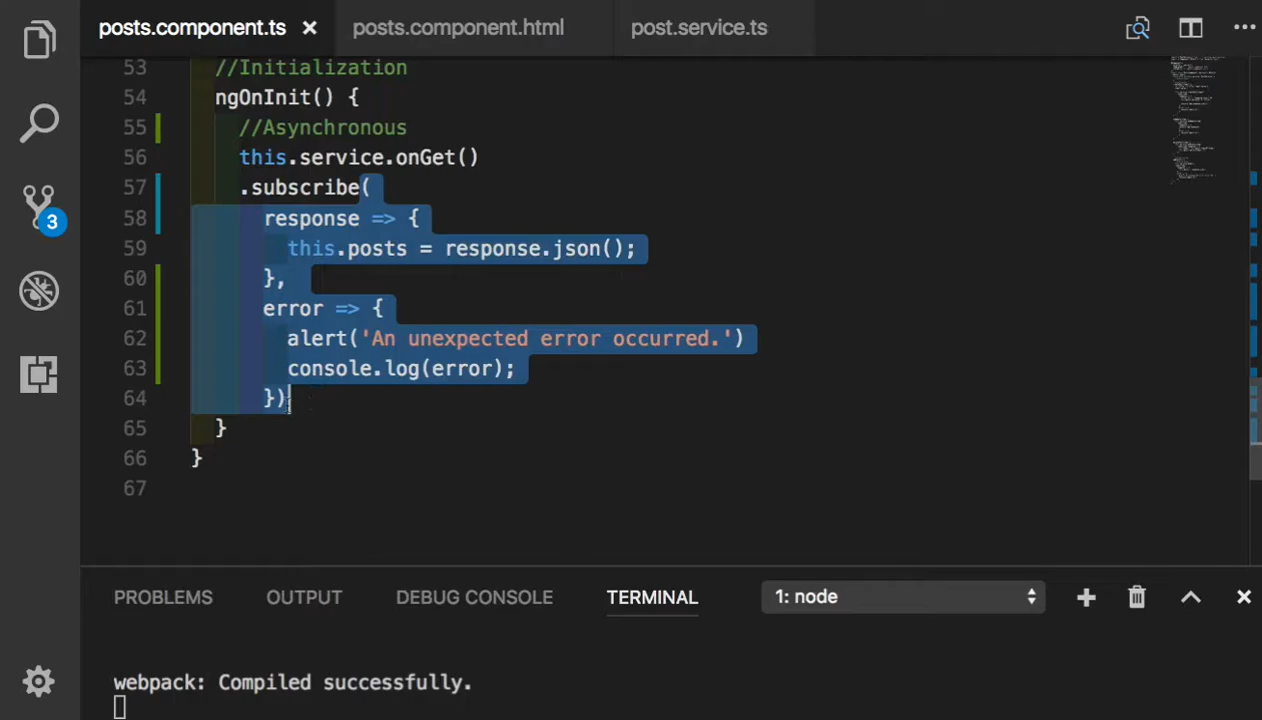 posts.component.ts × posts.component.html post.service.ts ...
53 //Initialization
54 ngOnInit() {
55 //Asynchronous
56 this.service.onGet()
57 .subscribe(
58 response => {
59 this.posts = response.json();
60 },
61 error => {
62 alert('An unexpected error occurred.')
63 console.log(error);
64 })
65 }
66 }
67
3
PROBLEMS OUTPUT DEBUG CONSOLE TERMINAL 1: node
webpack: Compiled successfully.